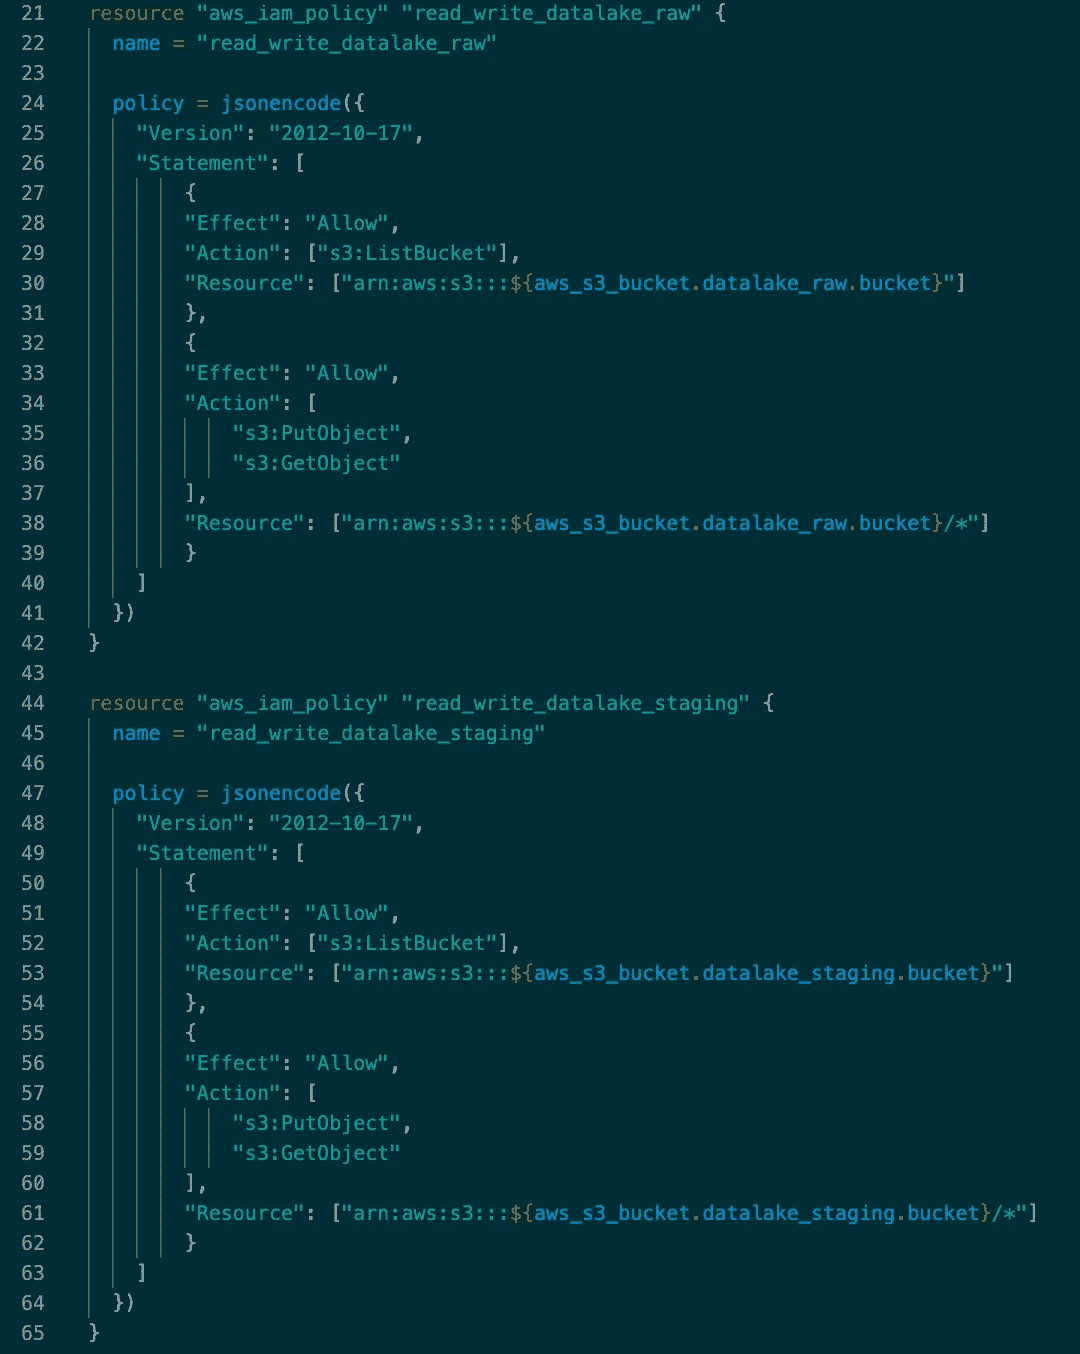 21 resource "aws_iam_policy" "read_write_datalake_raw" {
22   name = "read_write_datalake_raw"
23
24   policy = jsonencode({
25     "Version": "2012-10-17",
26     "Statement": [
27         {
28         "Effect": "Allow",
29         "Action": ["s3:ListBucket"],
30         "Resource": ["arn:aws:s3:::${aws_s3_bucket.datalake_raw.bucket}"]
31         },
32         {
33         "Effect": "Allow",
34         "Action": [
35             "s3:PutObject",
36             "s3:GetObject"
37         ],
38         "Resource": ["arn:aws:s3:::${aws_s3_bucket.datalake_raw.bucket}/*"]
39         }
40     ]
41   })
42 }
43
44 resource "aws_iam_policy" "read_write_datalake_staging" {
45   name = "read_write_datalake_staging"
46
47   policy = jsonencode({
48     "Version": "2012-10-17",
49     "Statement": [
50         {
51         "Effect": "Allow",
52         "Action": ["s3:ListBucket"],
53         "Resource": ["arn:aws:s3:::${aws_s3_bucket.datalake_staging.bucket}"]
54         },
55         {
56         "Effect": "Allow",
57         "Action": [
58             "s3:PutObject",
59             "s3:GetObject"
60         ],
61         "Resource": ["arn:aws:s3:::${aws_s3_bucket.datalake_staging.bucket}/*"]
62         }
63     ]
64   })
65 }